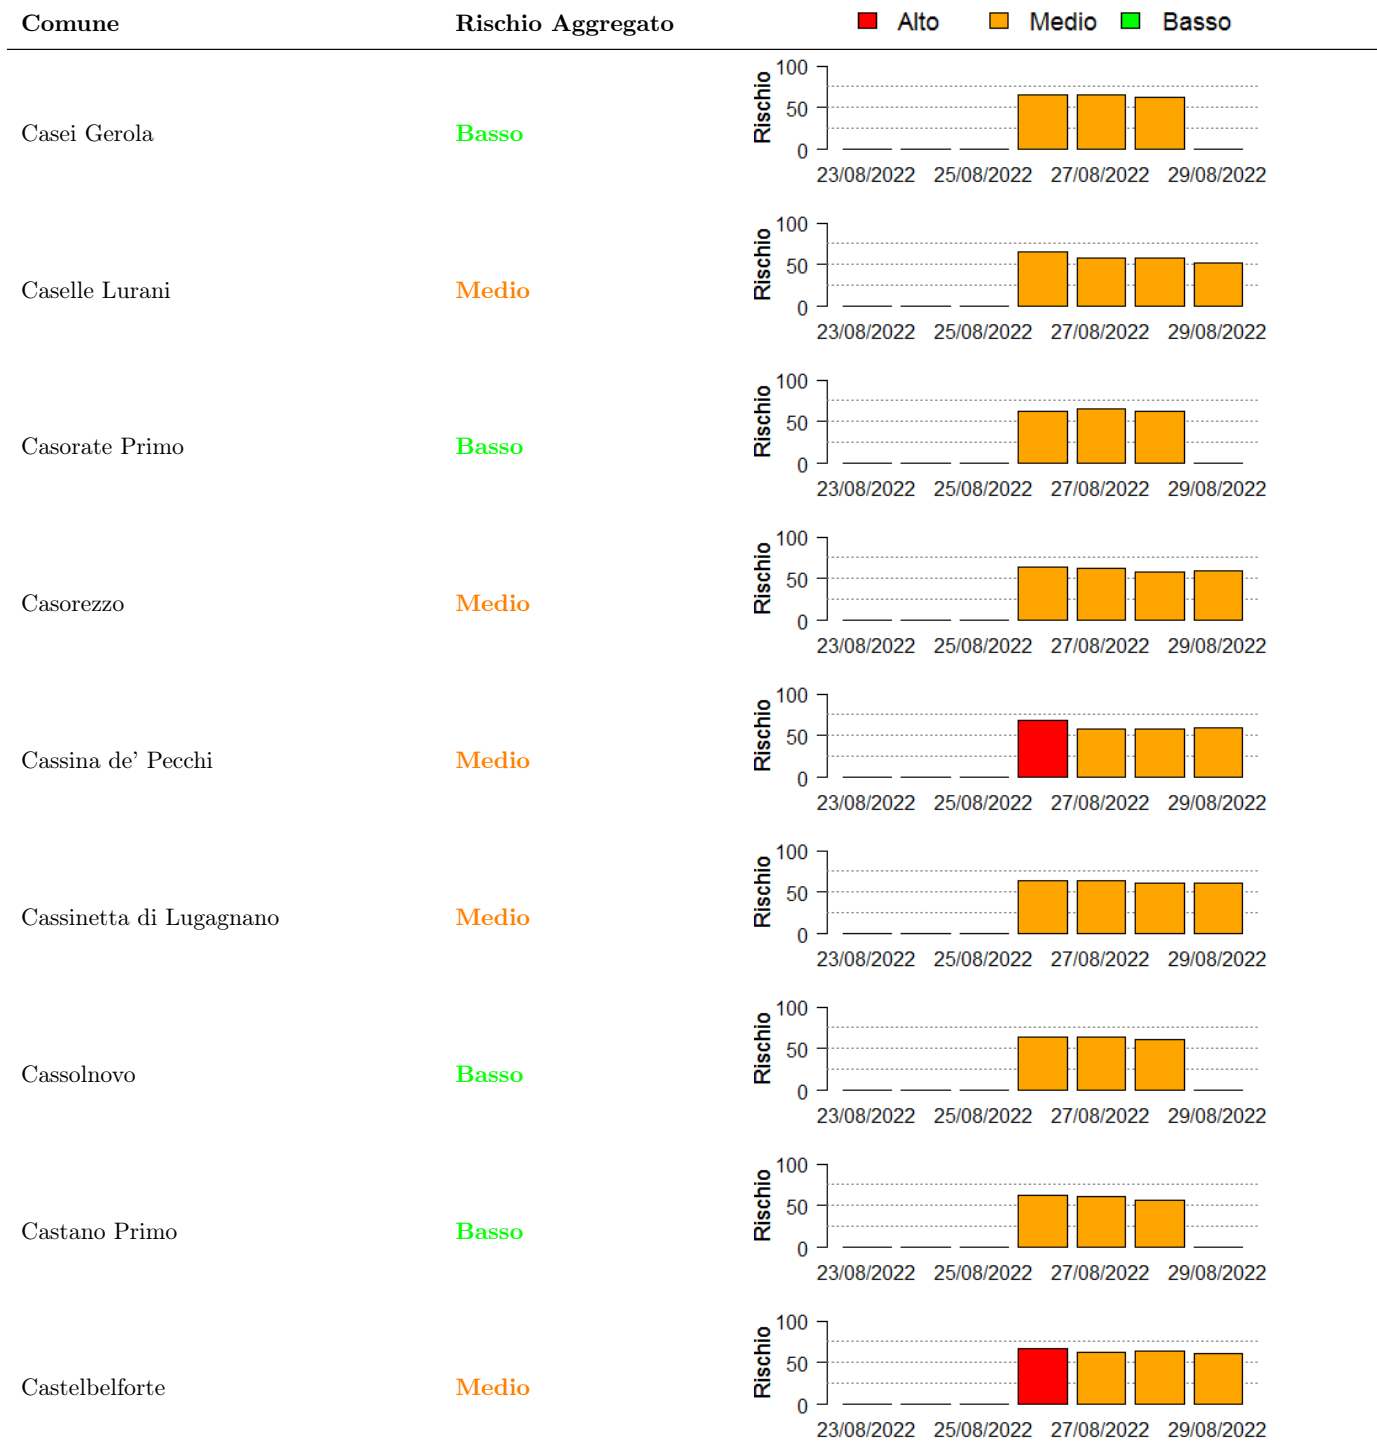 Comune Rischio Aggregato Alto Medio Basso
Casei Gerola Basso
Rischio
100
50
0
23/08/2022 25/08/2022 27/08/2022 29/08/2022
Caselle Lurani Medio
Rischio
100
50
0
23/08/2022 25/08/2022 27/08/2022 29/08/2022
Casorate Primo Basso
Rischio
100
50
0
23/08/2022 25/08/2022 27/08/2022 29/08/2022
Casorezzo Medio
Rischio
100
50
0
23/08/2022 25/08/2022 27/08/2022 29/08/2022
Cassina de' Pecchi Medio
Rischio
100
50
0
23/08/2022 25/08/2022 27/08/2022 29/08/2022
Cassinetta di Lugagnano Medio
Rischio
100
50
0
23/08/2022 25/08/2022 27/08/2022 29/08/2022
Cassolnovo Basso
Rischio
100
50
0
23/08/2022 25/08/2022 27/08/2022 29/08/2022
Castano Primo Basso
Rischio
100
50
0
23/08/2022 25/08/2022 27/08/2022 29/08/2022
Castelbelforte Medio
Rischio
100
50
0
23/08/2022 25/08/2022 27/08/2022 29/08/2022